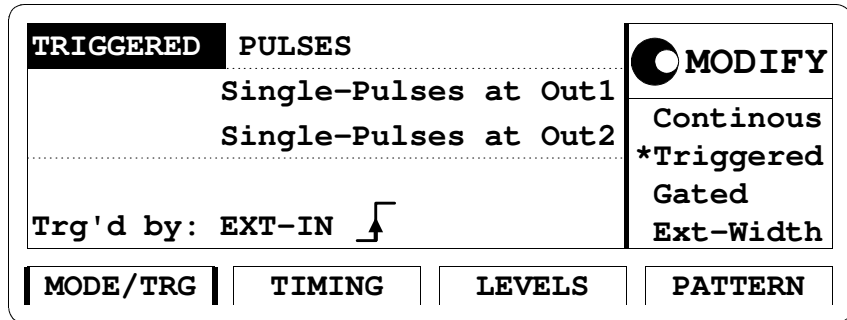 TRIGGERED PULSES
Single-Pulses at Out1
Single-Pulses at Out2
Trg'd by: EXT-IN
MODIFY
Continous
*Triggered
Gated
Ext-Width
MODE/TRG
TIMING
LEVELS
PATTERN